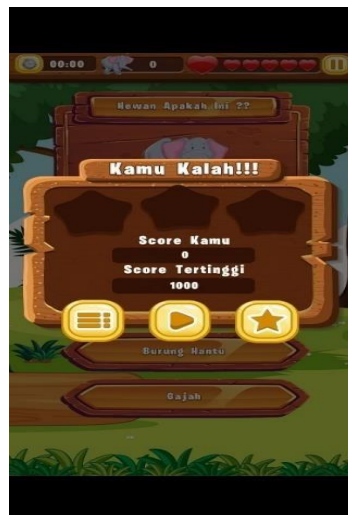 00:00
0
Hewan Apakah Ini ??
Kamu Kalah!!!
Score Kamu
0
Score Tertinggi
1000
Burung Hantu
Gajah